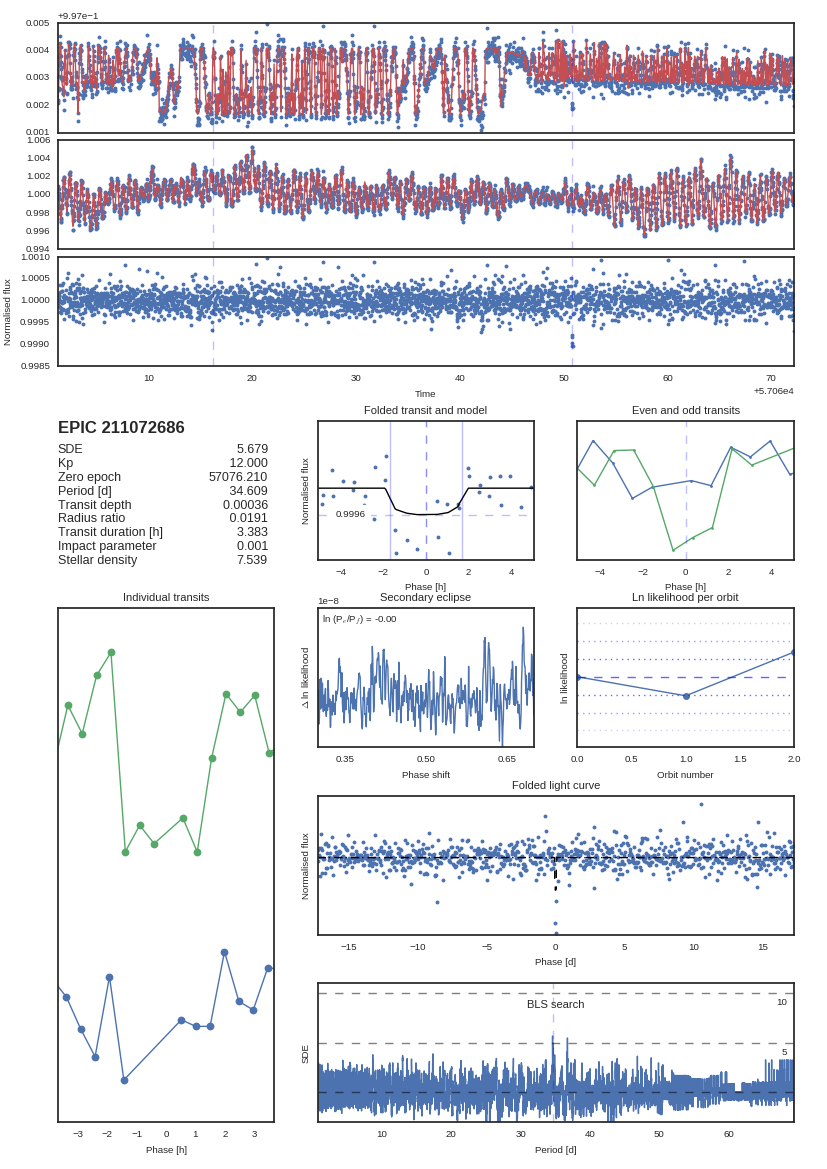 +9.97e−1
0.005
0.004
0.003
0.002
0.001
1.006
1.004
1.002
1.000
0.998
0.996
0.994
1.0010
1.0005
1.0000
0.9995
0.9990
0.9985
Normalised flux
10 20 30 40 50 60 70
Time
+5.706e4
EPIC 211072686
SDE 5.679
Kp 12.000
Zero epoch 57076.210
Period [d] 34.609
Transit depth 0.00036
Radius ratio 0.0191
Transit duration [h] 3.383
Impact parameter 0.001
Stellar density 7.539
Folded transit and model
Normalised flux
0.9996
−4 −2 0 2 4
Phase [h]
Even and odd transits
−4 −2 0 2 4
Phase [h]
Individual transits
−3 −2 −1 0 1 2 3
Phase [h]
Secondary eclipse
1e−8
ln (Pₑ/P𝑓) = -0.00
Δ ln likelihood
0.35 0.50 0.65
Phase shift
Ln likelihood per orbit
ln likelihood
0.0 0.5 1.0 1.5 2.0
Orbit number
Folded light curve
Normalised flux
−15 −10 −5 0 5 10 15
Phase [d]
BLS search
10
5
SDE
10 20 30 40 50 60
Period [d]